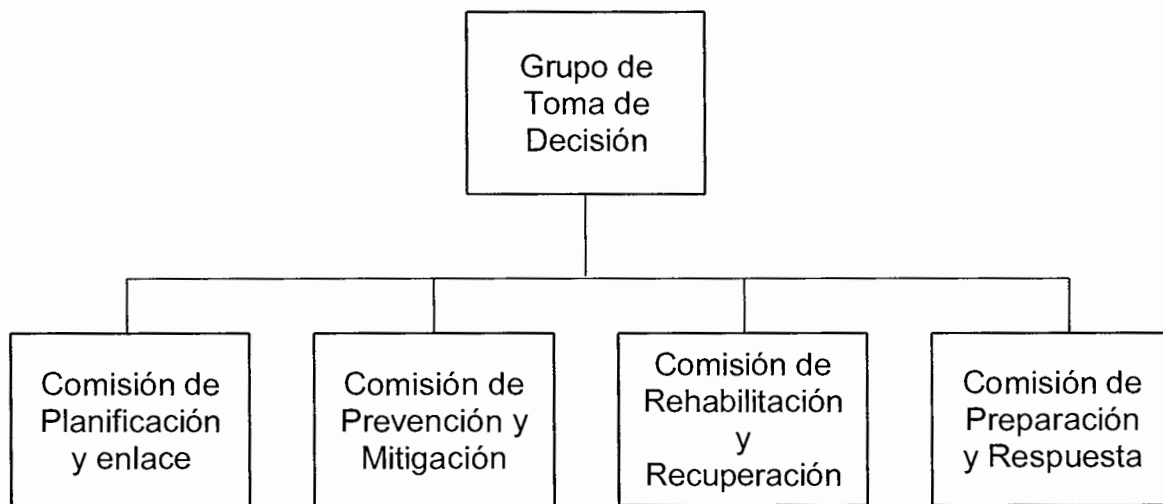 Grupo de
Toma de
Decisión
Comisión de
Planificación
y enlace
Comisión de
Prevención y
Mitigación
Comisión de
Rehabilitación
y
Recuperación
Comisión de
Preparación
y Respuesta